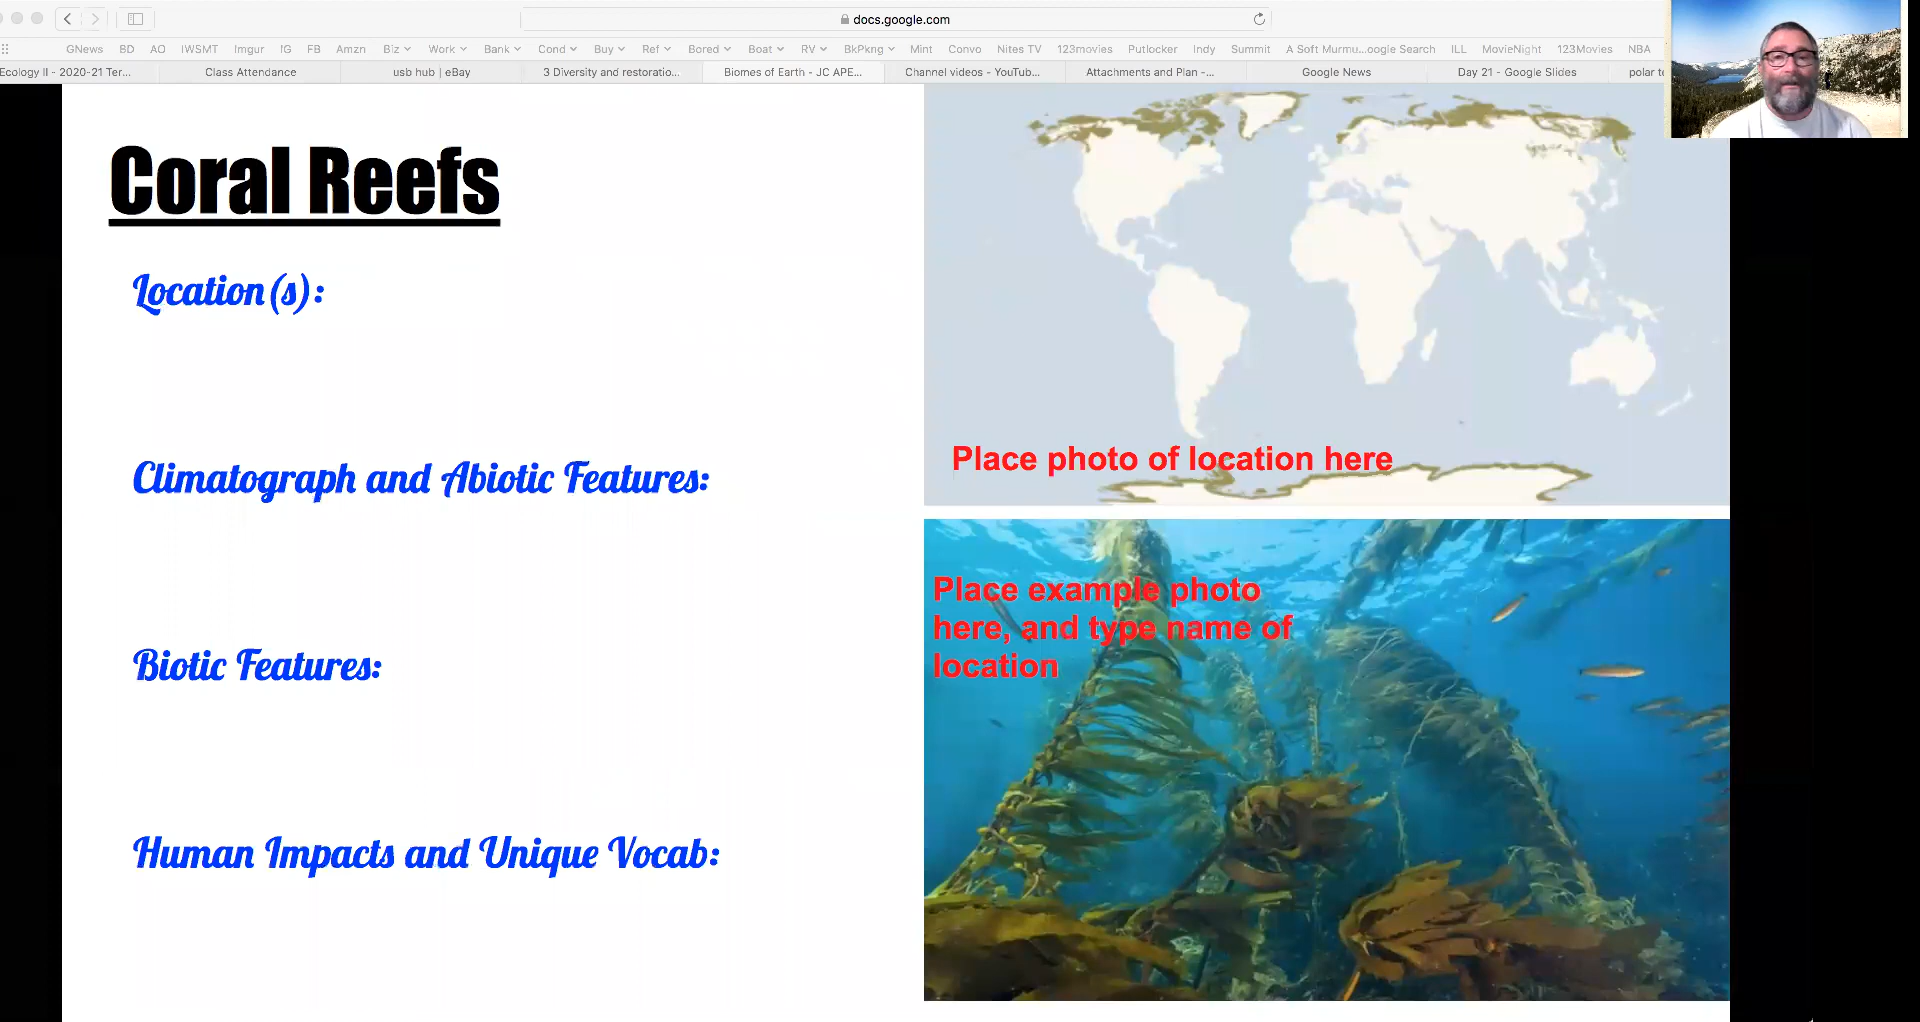 docs.google.com
GNews BD AO IWSMT Imgur IG FB Amzn Biz Work Bank Cond Buy Ref Bored Boat RV BkPkng Mint Convo Nites TV 123movies Putlocker Indy Summit A Soft Murmu...oogle Search ILL MovieNight 123Movies NBA
Ecology II - 2020-21 Ter... Class Attendance usb hub | eBay 3 Diversity and restoratio... Biomes of Earth - JC APE... Channel videos - YouTub... Attachments and Plan -... Google News Day 21 - Google Slides polar te
Coral Reefs
Location(s):
Climatograph and Abiotic Features:
Biotic Features:
Human Impacts and Unique Vocab:
Place photo of location here
Place example photo
here, and type name of
location